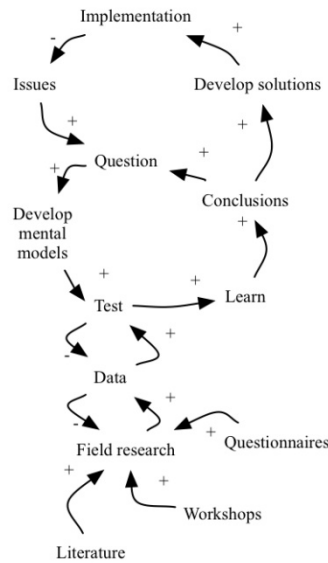 Implementation
-
+
Issues
Develop solutions
+
+
Question
+
+
Develop
mental
models
Conclusions
+
+
+
Test
Learn
-
+
Data
+
-
Field research
+
Questionnaires
+
+
Workshops
Literature